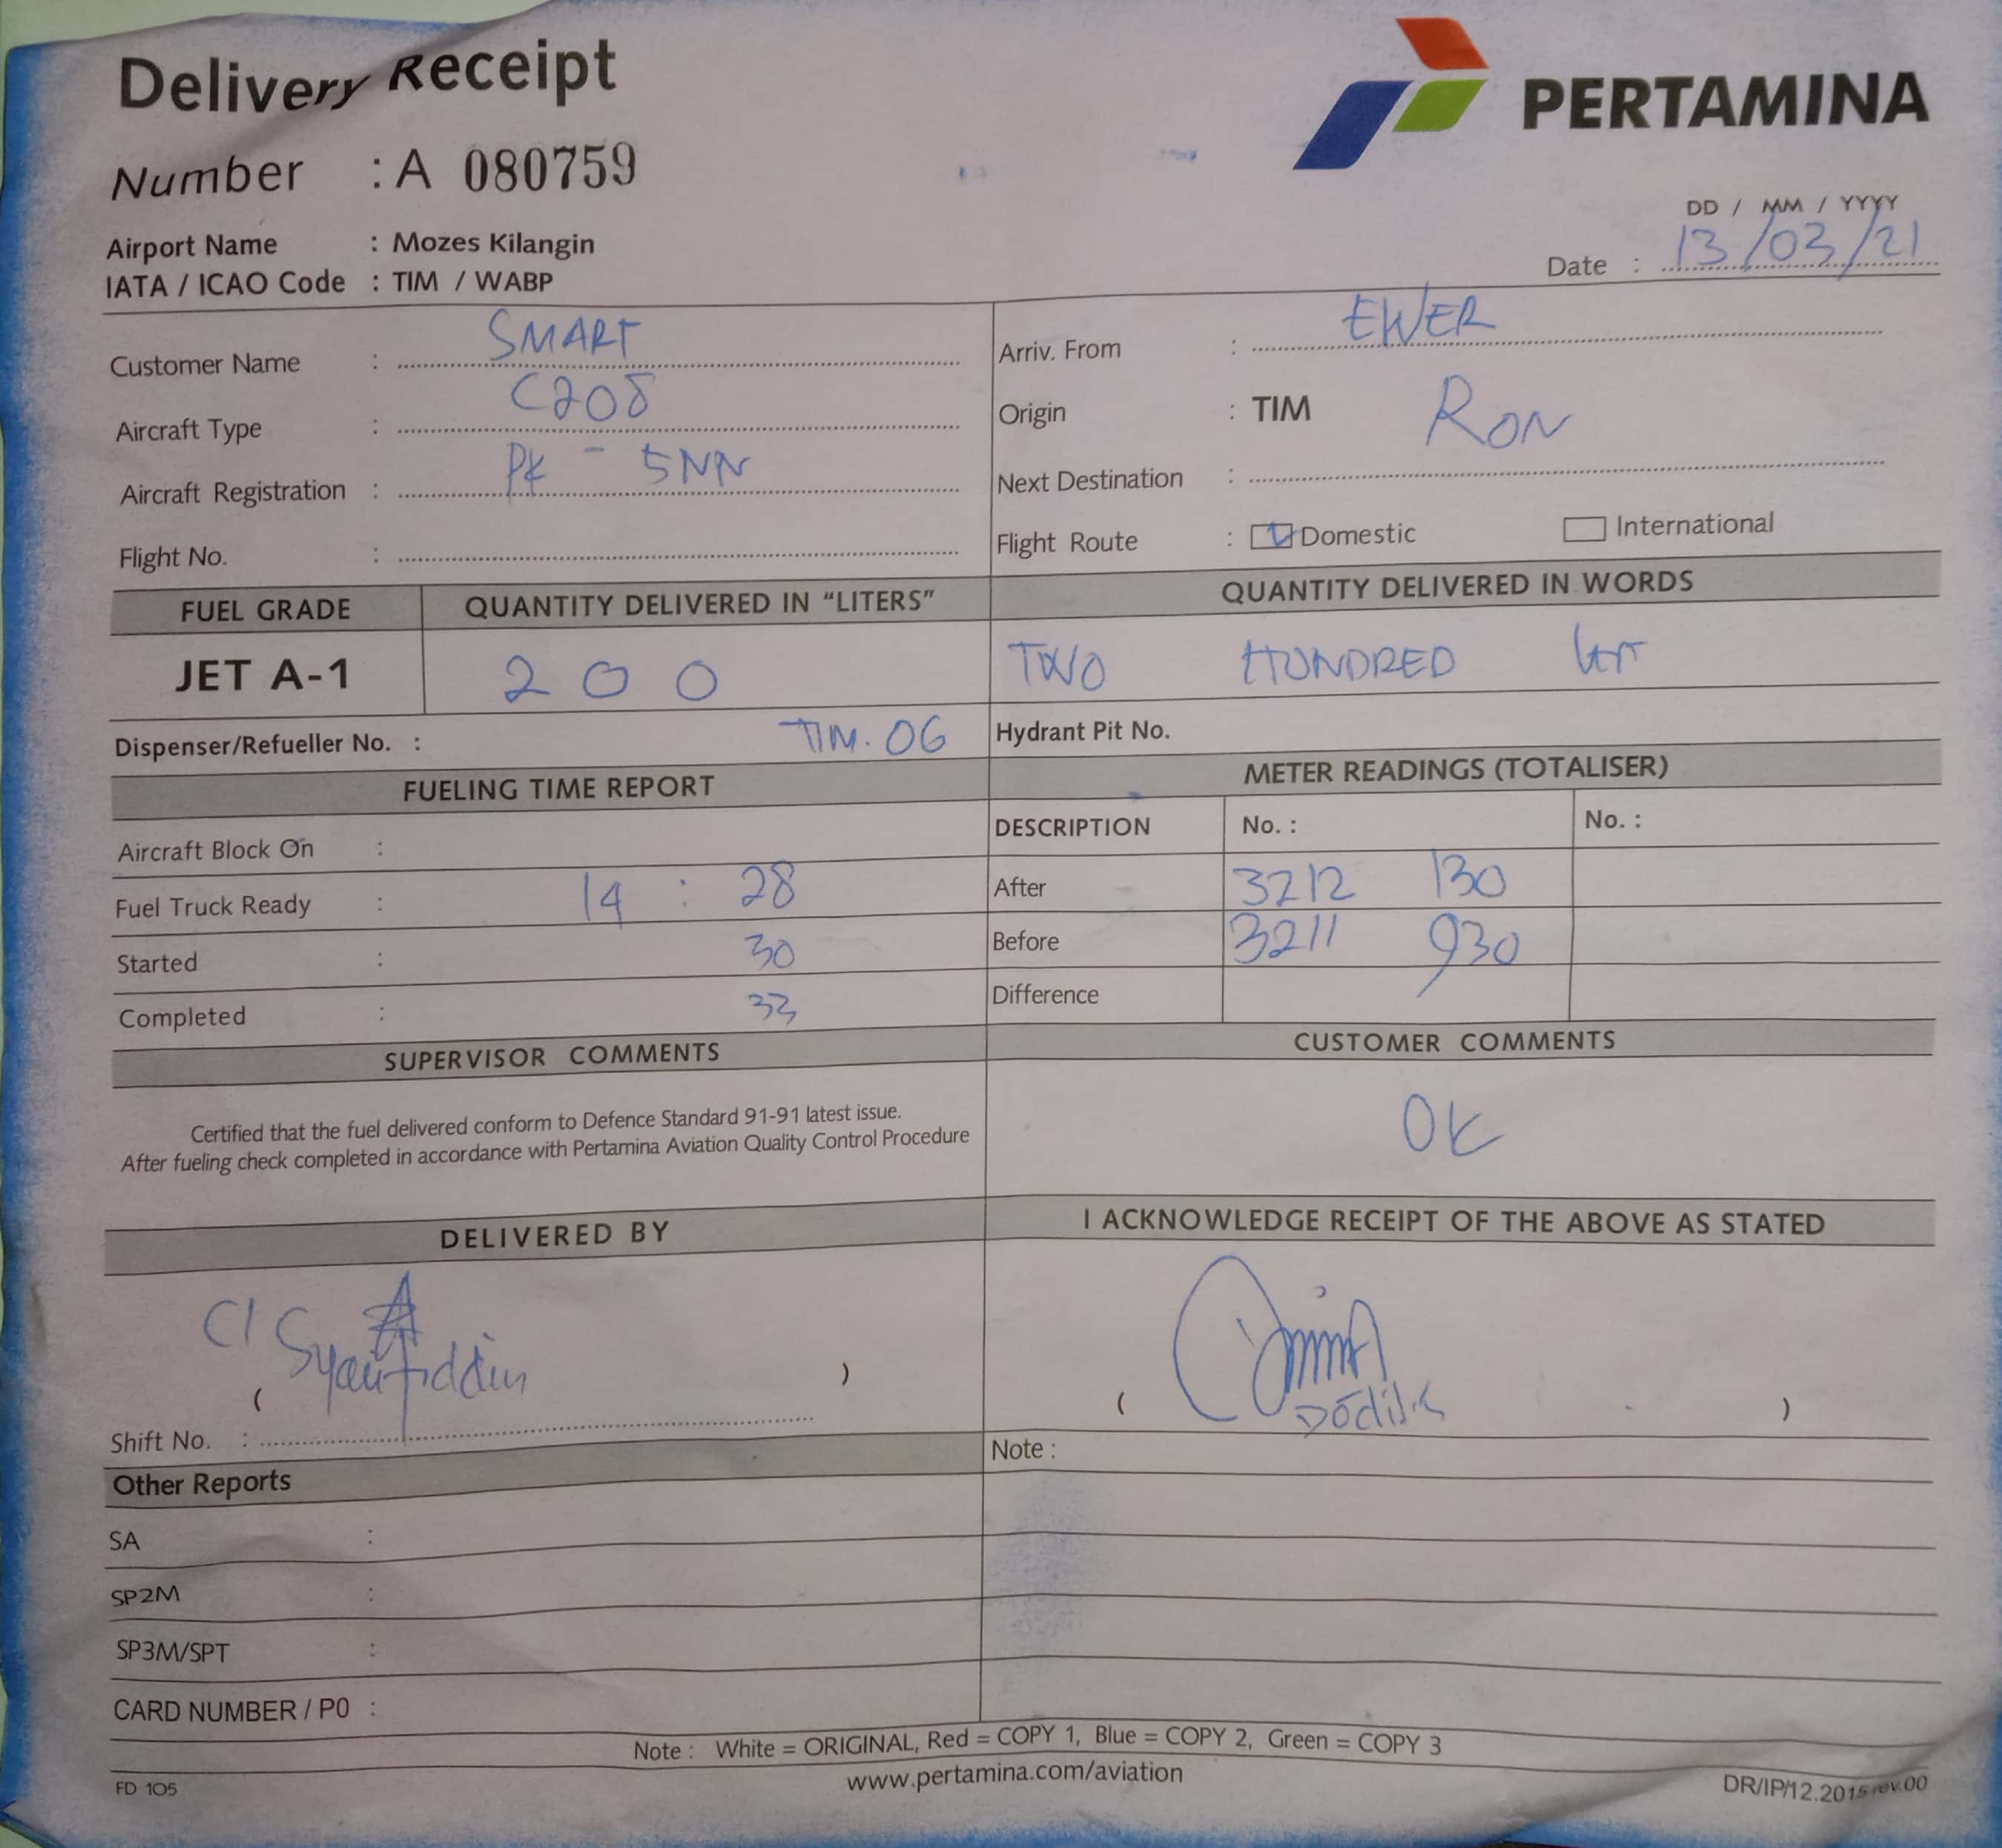 Delivery Receipt
PERTAMINA
Number : A 080759
Airport Name : Mozes Kilangin
IATA / ICAO Code : TIM / WABP
DD / MM / YYYY
Date : 13/03/21
Customer Name : SMART
Aircraft Type : C208
Aircraft Registration : PK - SNN
Flight No. :
Arriv. From : EWER
Origin : TIM
RON
Next Destination :
Flight Route : Domestic International
FUEL GRADE QUANTITY DELIVERED IN “LITERS” QUANTITY DELIVERED IN WORDS
JET A-1 200 TWO HUNDRED
Dispenser/Refueller No. : TIM. 06 Hydrant Pit No.
FUELING TIME REPORT
Aircraft Block On :
Fuel Truck Ready : 14 : 28
Started : 30
Completed : 33
METER READINGS (TOTALISER)
DESCRIPTION No. : No. :
After 3212 130
Before 3211 930
Difference
SUPERVISOR COMMENTS
Certified that the fuel delivered conform to Defence Standard 91-91 latest issue.
After fueling check completed in accordance with Pertamina Aviation Quality Control Procedure
CUSTOMER COMMENTS
OK
DELIVERED BY
( )
Shift No. :
I ACKNOWLEDGE RECEIPT OF THE ABOVE AS STATED
( )
Other Reports
SA :
SP2M :
SP3M/SPT :
CARD NUMBER / P0 :
Note :
Note : White = ORIGINAL, Red = COPY 1, Blue = COPY 2, Green = COPY 3
www.pertamina.com/aviation
FD 105
DR/IP/12.2015 rev.00